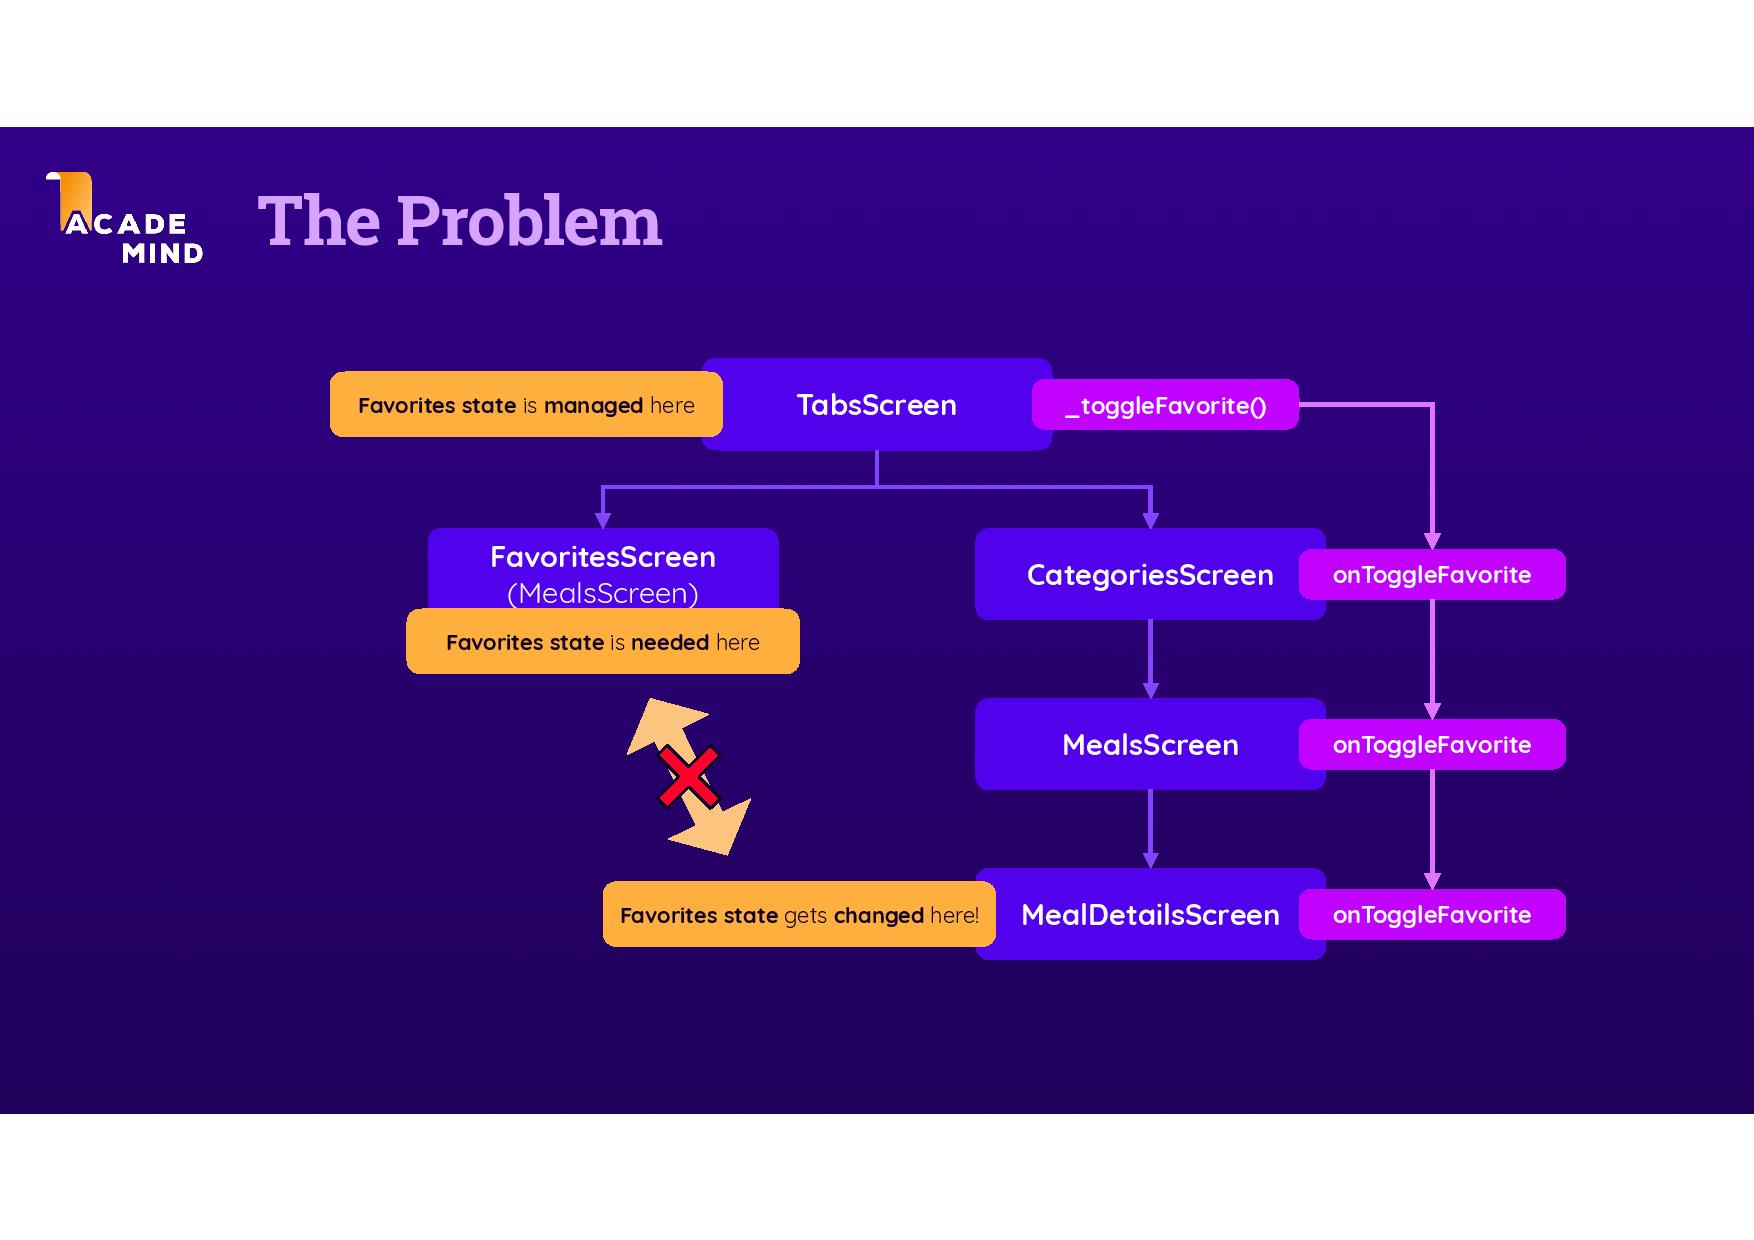 ACADE
MIND
The Problem
Favorites state is managed here
TabsScreen
_toggleFavorite()
FavoritesScreen
(MealsScreen)
Favorites state is needed here
CategoriesScreen
onToggleFavorite
MealsScreen
onToggleFavorite
Favorites state gets changed here!
MealDetailsScreen
onToggleFavorite